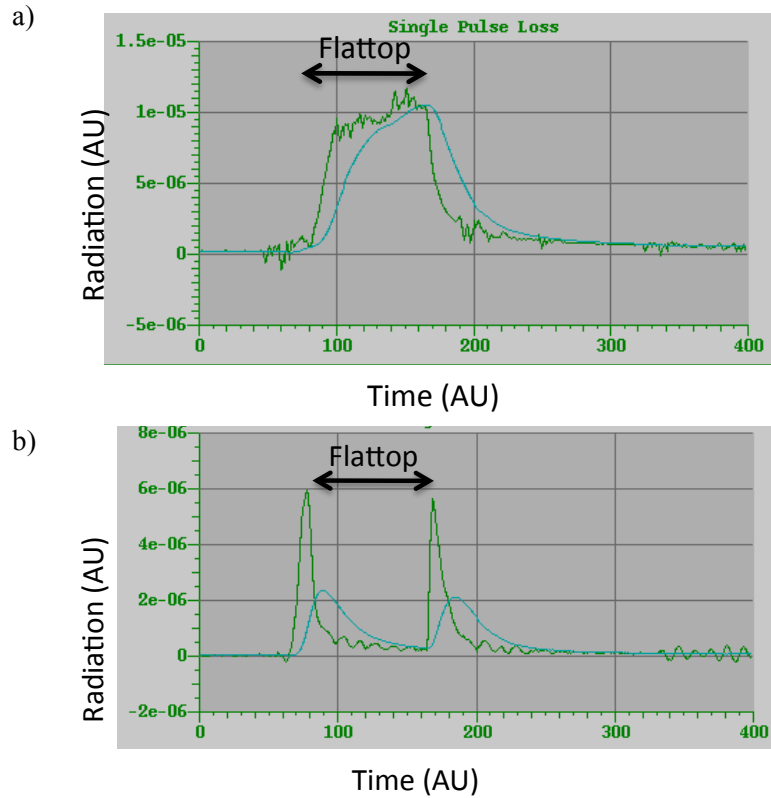 a)
Single Pulse Loss
Flattop
Radiation (AU)
1.5e-05
1e-05
5e-06
0
-5e-06
0 100 200 300 400
Time (AU)
b)
Flattop
Radiation (AU)
8e-06
6e-06
4e-06
2e-06
0
-2e-06
0 100 200 300 400
Time (AU)